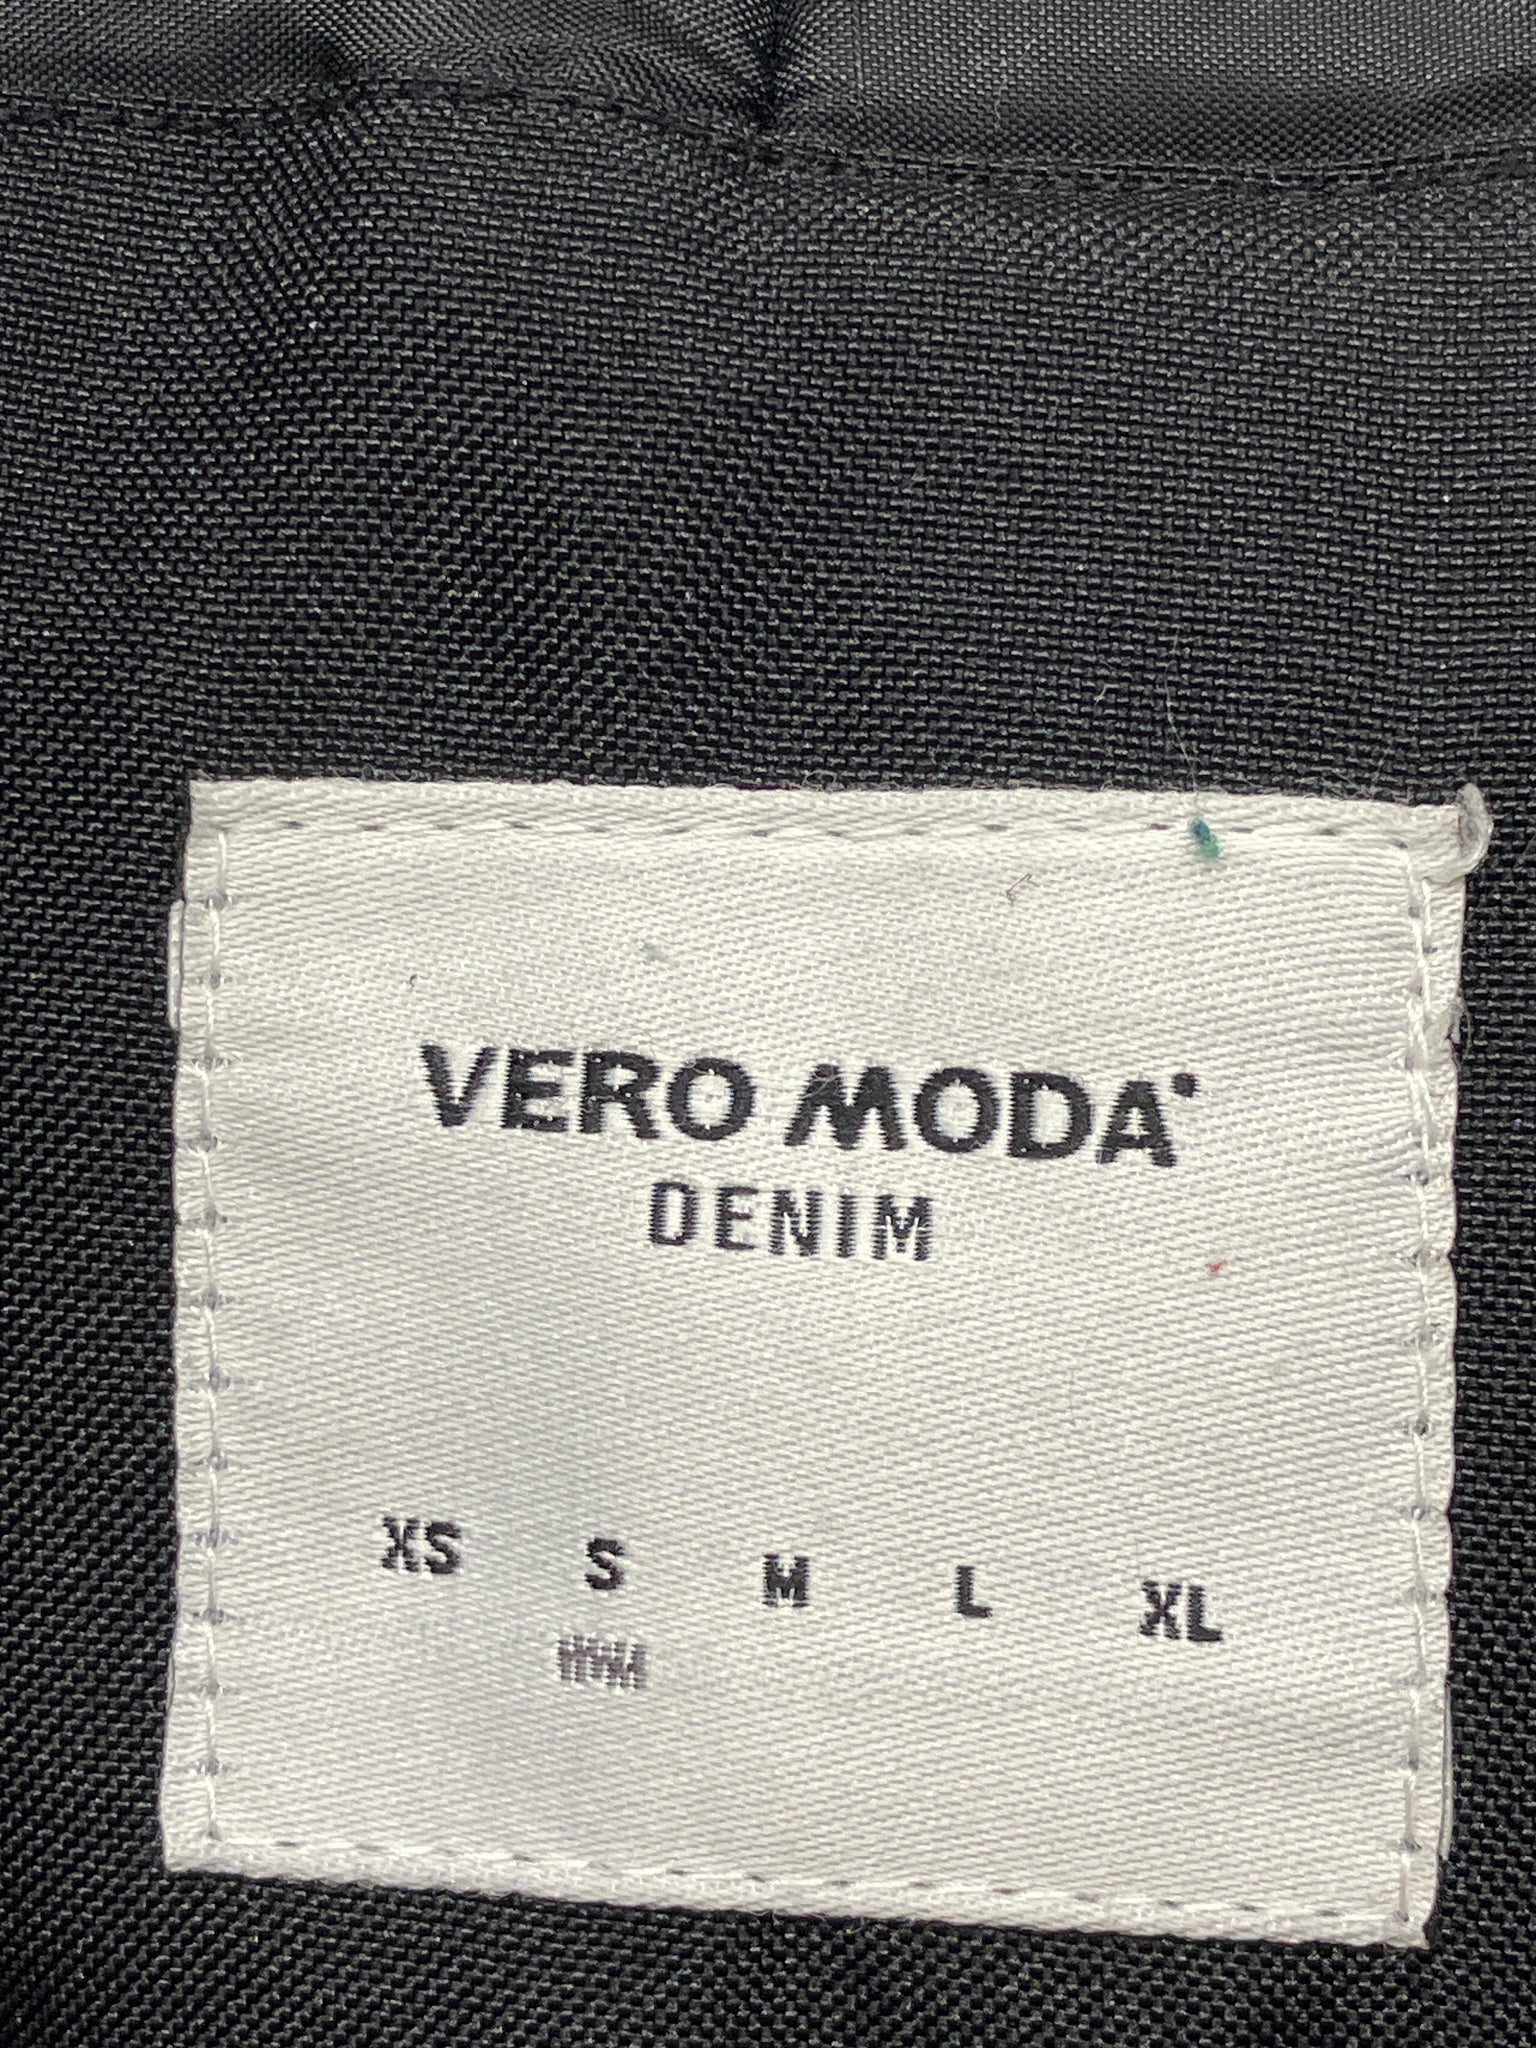 VERO MODA
DENIM
XS S M L XL